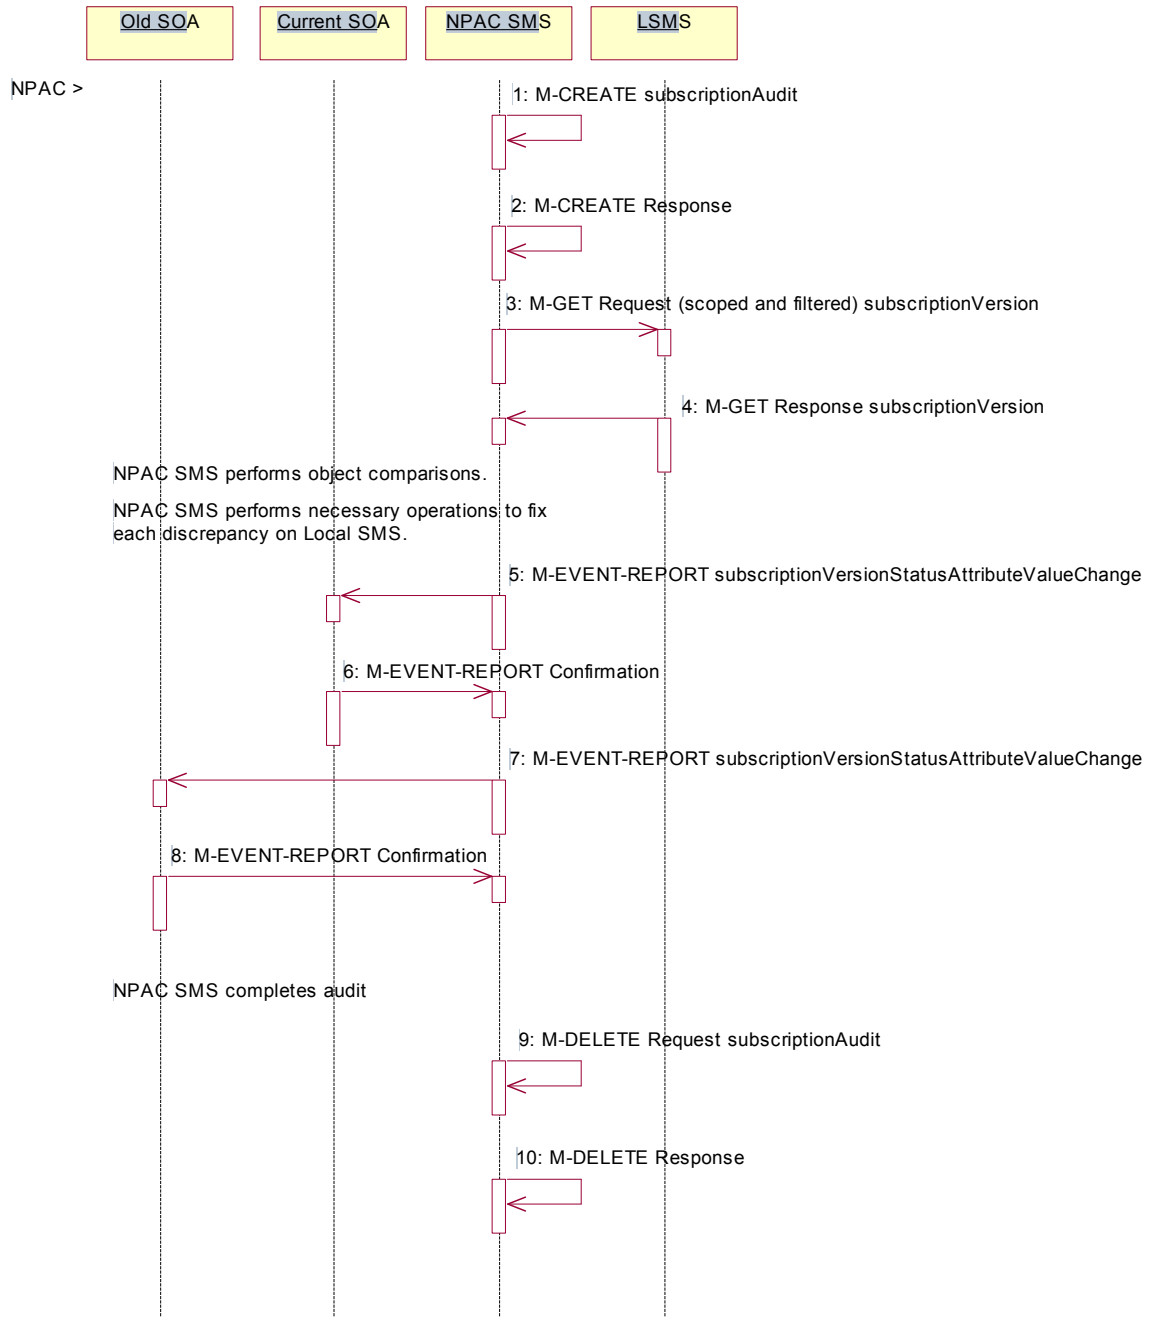 Old SOA
Current SOA
NPAC SMS
LSMS
NPAC >
1: M-CREATE subscriptionAudit
2: M-CREATE Response
3: M-GET Request (scoped and filtered) subscriptionVersion
4: M-GET Response subscriptionVersion
NPAC SMS performs object comparisons.
NPAC SMS performs necessary operations to fix
each discrepancy on Local SMS.
5: M-EVENT-REPORT subscriptionVersionStatusAttributeValueChange
6: M-EVENT-REPORT Confirmation
7: M-EVENT-REPORT subscriptionVersionStatusAttributeValueChange
8: M-EVENT-REPORT Confirmation
NPAC SMS completes audit
9: M-DELETE Request subscriptionAudit
10: M-DELETE Response